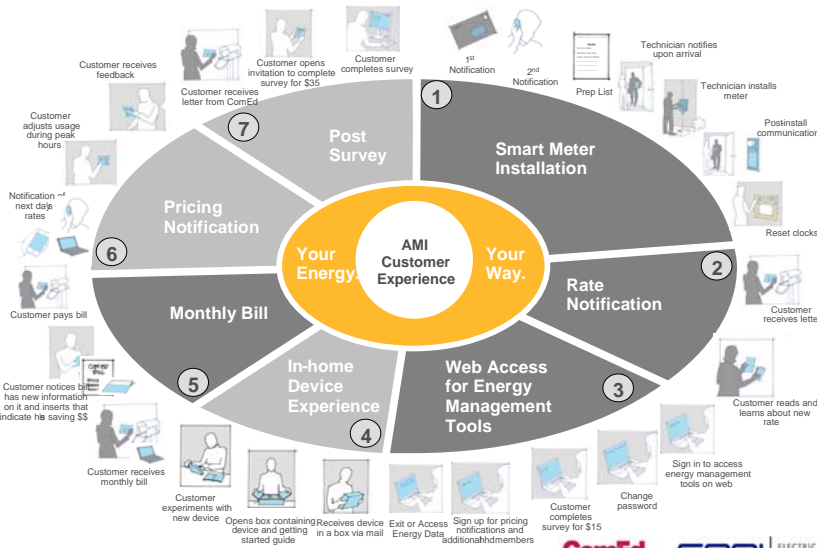 1st
Notification
2nd
Notification
Prep List
Technician notifies
upon arrival
Technician installs
meter
Postinstall
communication
Reset clocks
1
Smart Meter
Installation
2
Rate
Notification
Customer
receives lette
Customer reads and
learns about new
rate
3
Web Access
for Energy
Management
Tools
Sign in to access
energy management
tools on web
Change
password
Customer
completes
survey for $15
Sign up for pricing
notifications and
additionalhhdmembers
Exit or Access
Energy Data
4
In-home
Device
Experience
Receives device
in a box via mail
Opens box containing
device and getting
started guide
Customer
experiments with
new device
5
Monthly Bill
Customer receives
monthly bill
Customer notices bill
has new information
on it and inserts that
indicate he saving $$
Customer pays bill
6
Pricing
Notification
Notification of
next day's
rates
Customer
adjusts usage
during peak
hours
Customer receives
feedback
7
Post
Survey
Customer receives
letter from ComEd
Customer opens
invitation to complete
survey for $35
Customer
completes survey
Your
Energy.
AMI
Customer
Experience
Your
Way.
ComEd
EPRI
ELECTRIC